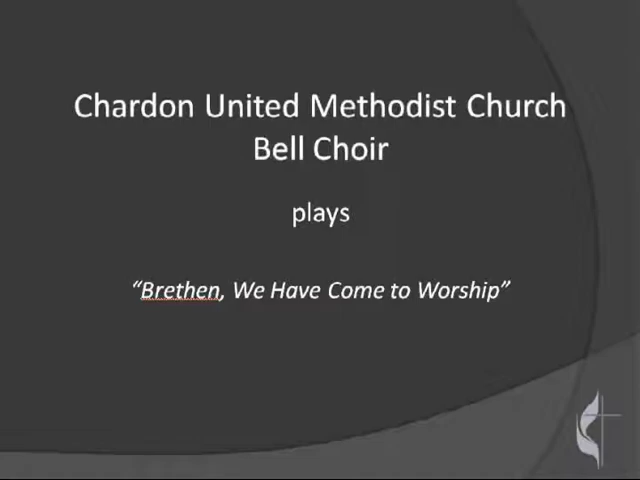 Chardon United Methodist Church
Bell Choir
plays
“Brethen, We Have Come to Worship”